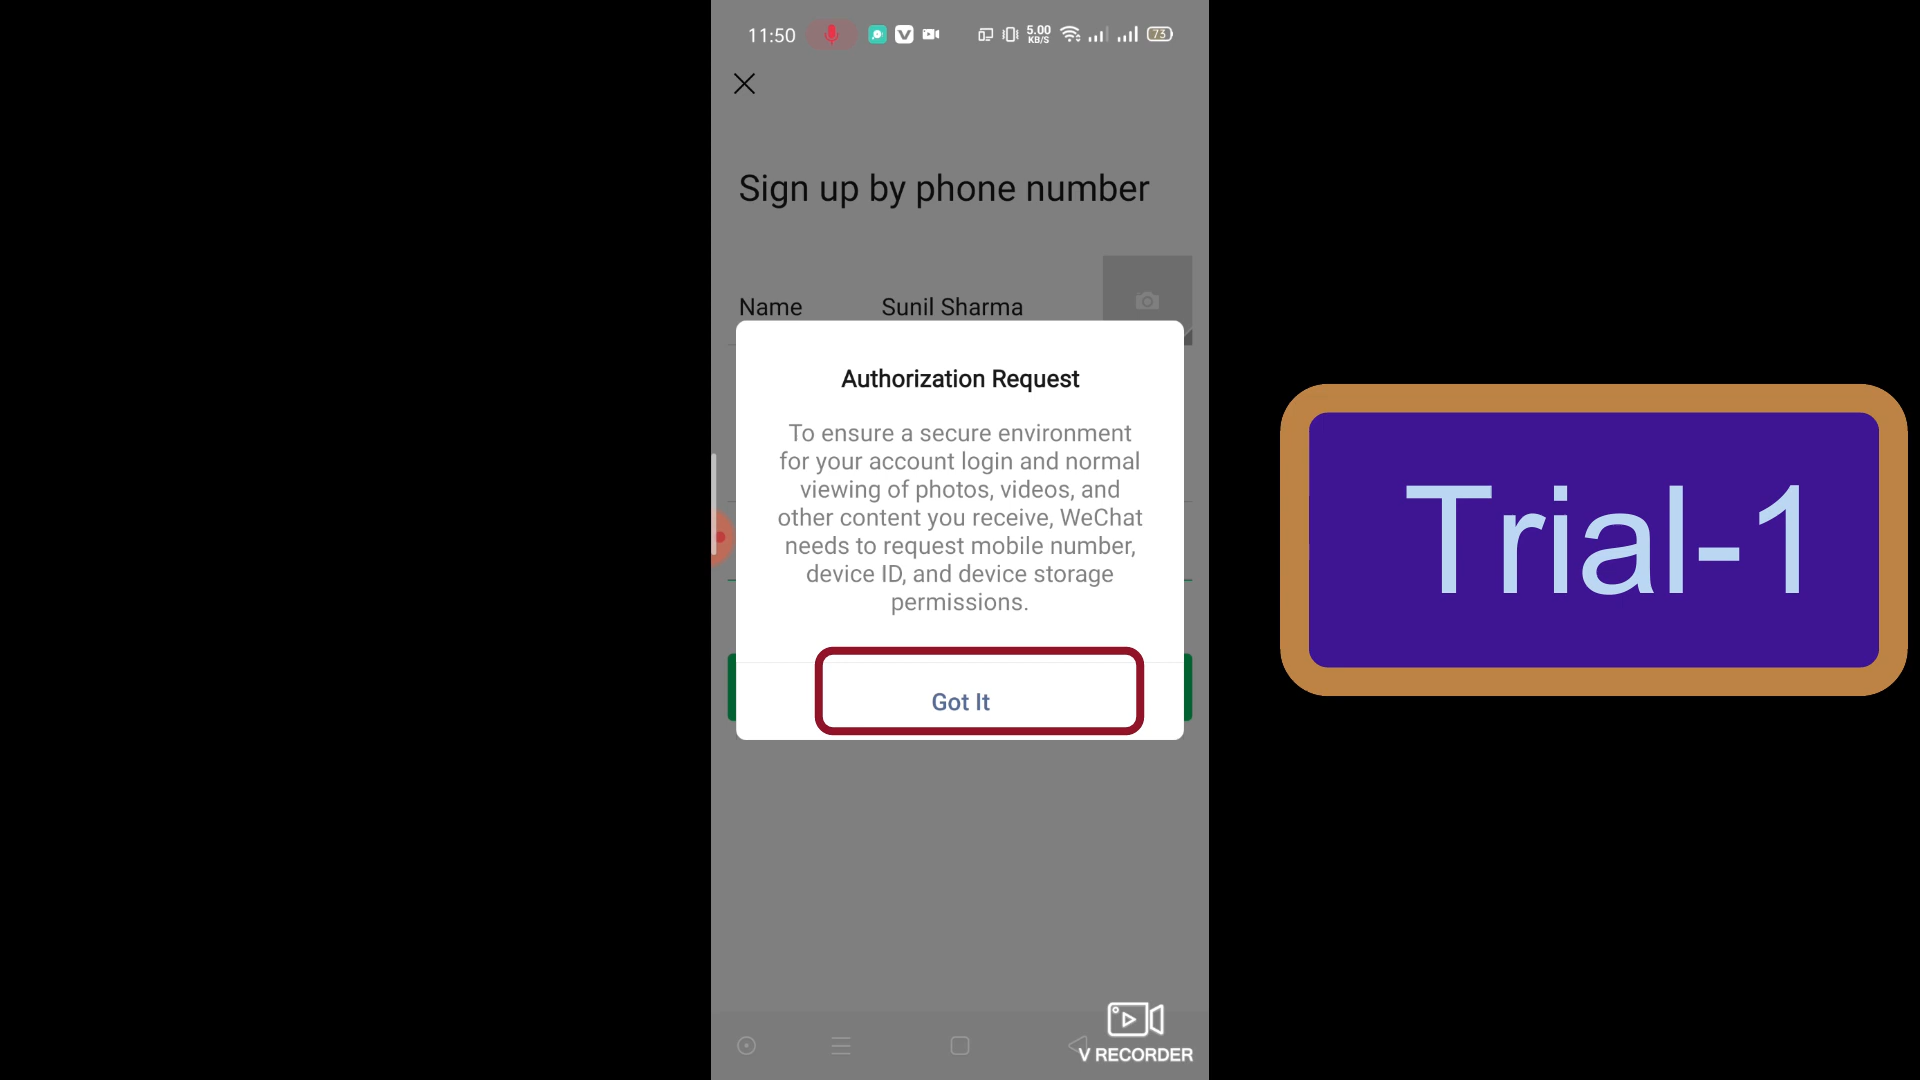 11:50
5.00
KB/S
73
Sign up by phone number
Name Sunil Sharma
Authorization Request
To ensure a secure environment
for your account login and normal
viewing of photos, videos, and
other content you receive, WeChat
needs to request mobile number,
device ID, and device storage
permissions.
Got It
Trial-1
V RECORDER